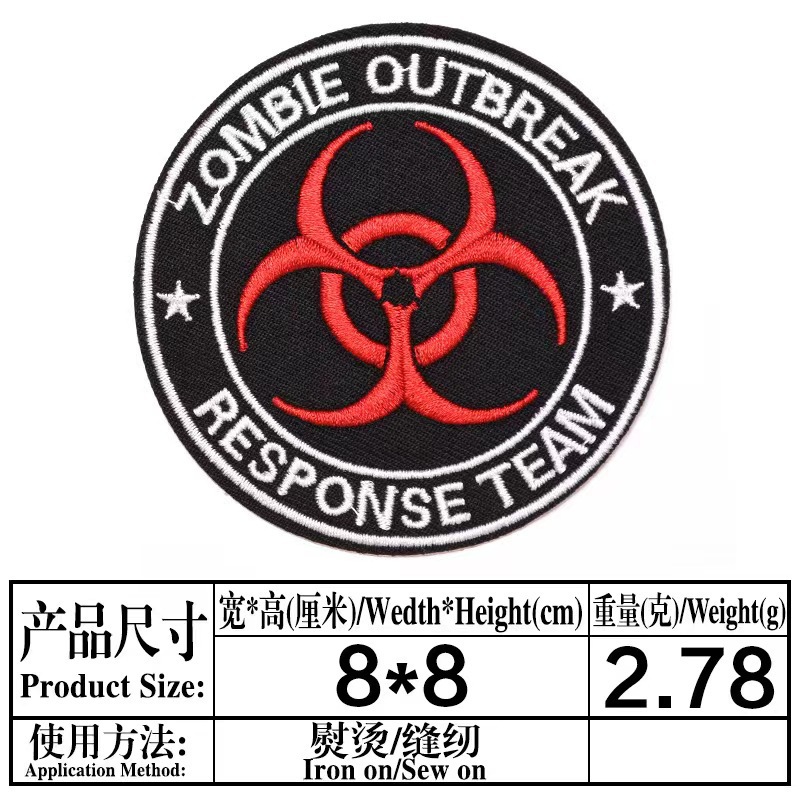 ZOMBIE OUTBREAK
RESPONSE TEAM
产品尺寸
Product Size:
宽*高(厘米)/Wedth*Height(cm)
重量(克)/Weight(g)
8*8
2.78
使用方法:
Application Method:
熨烫/缝纫
Iron on/Sew on